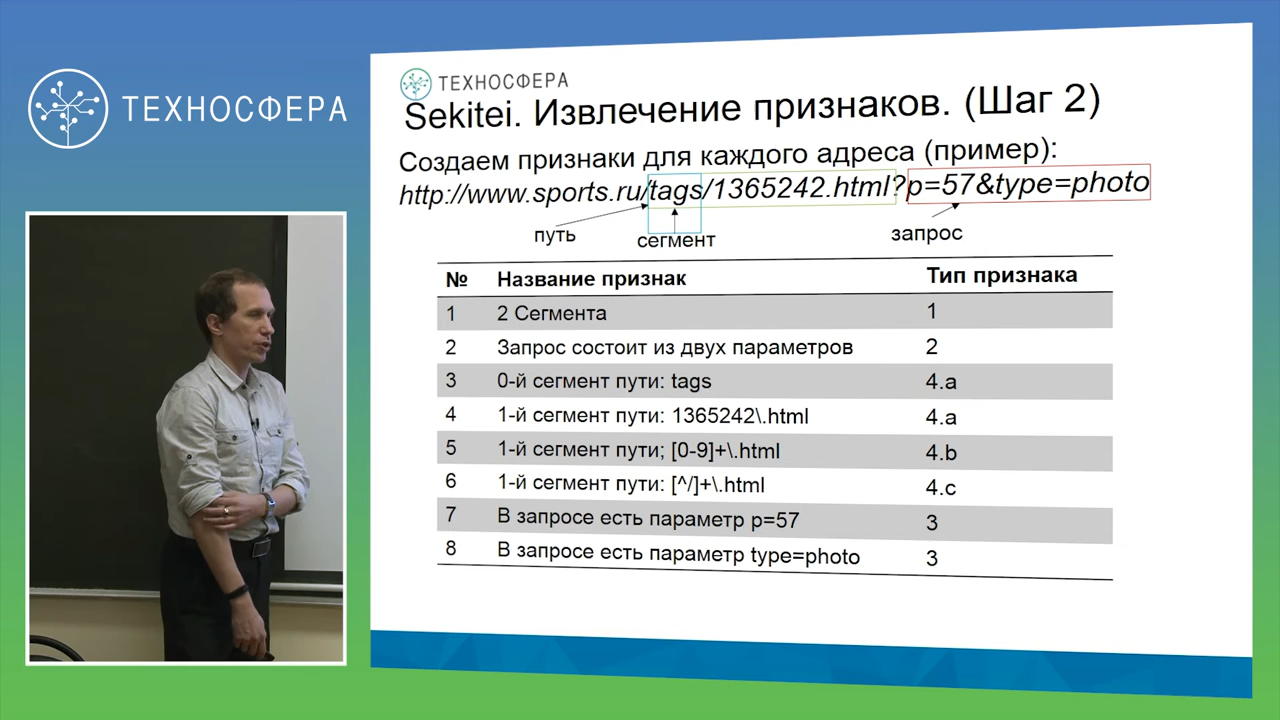 ТЕХНОСФЕРА
ТЕХНОСФЕРА
Sekitei. Извлечение признаков. (Шаг 2)
Создаем признаки для каждого адреса (пример):
http://www.sports.ru/tags/1365242.html?p=57&type=photo
путь
сегмент
запрос
№ Название признак Тип признака
1 2 Сегмента 1
2 Запрос состоит из двух параметров 2
3 0-й сегмент пути: tags 4.a
4 1-й сегмент пути: 1365242\.html 4.a
5 1-й сегмент пути; [0-9]+\.html 4.b
6 1-й сегмент пути: [^/]+\.html 4.c
7 В запросе есть параметр p=57 3
8 В запросе есть параметр type=photo 3